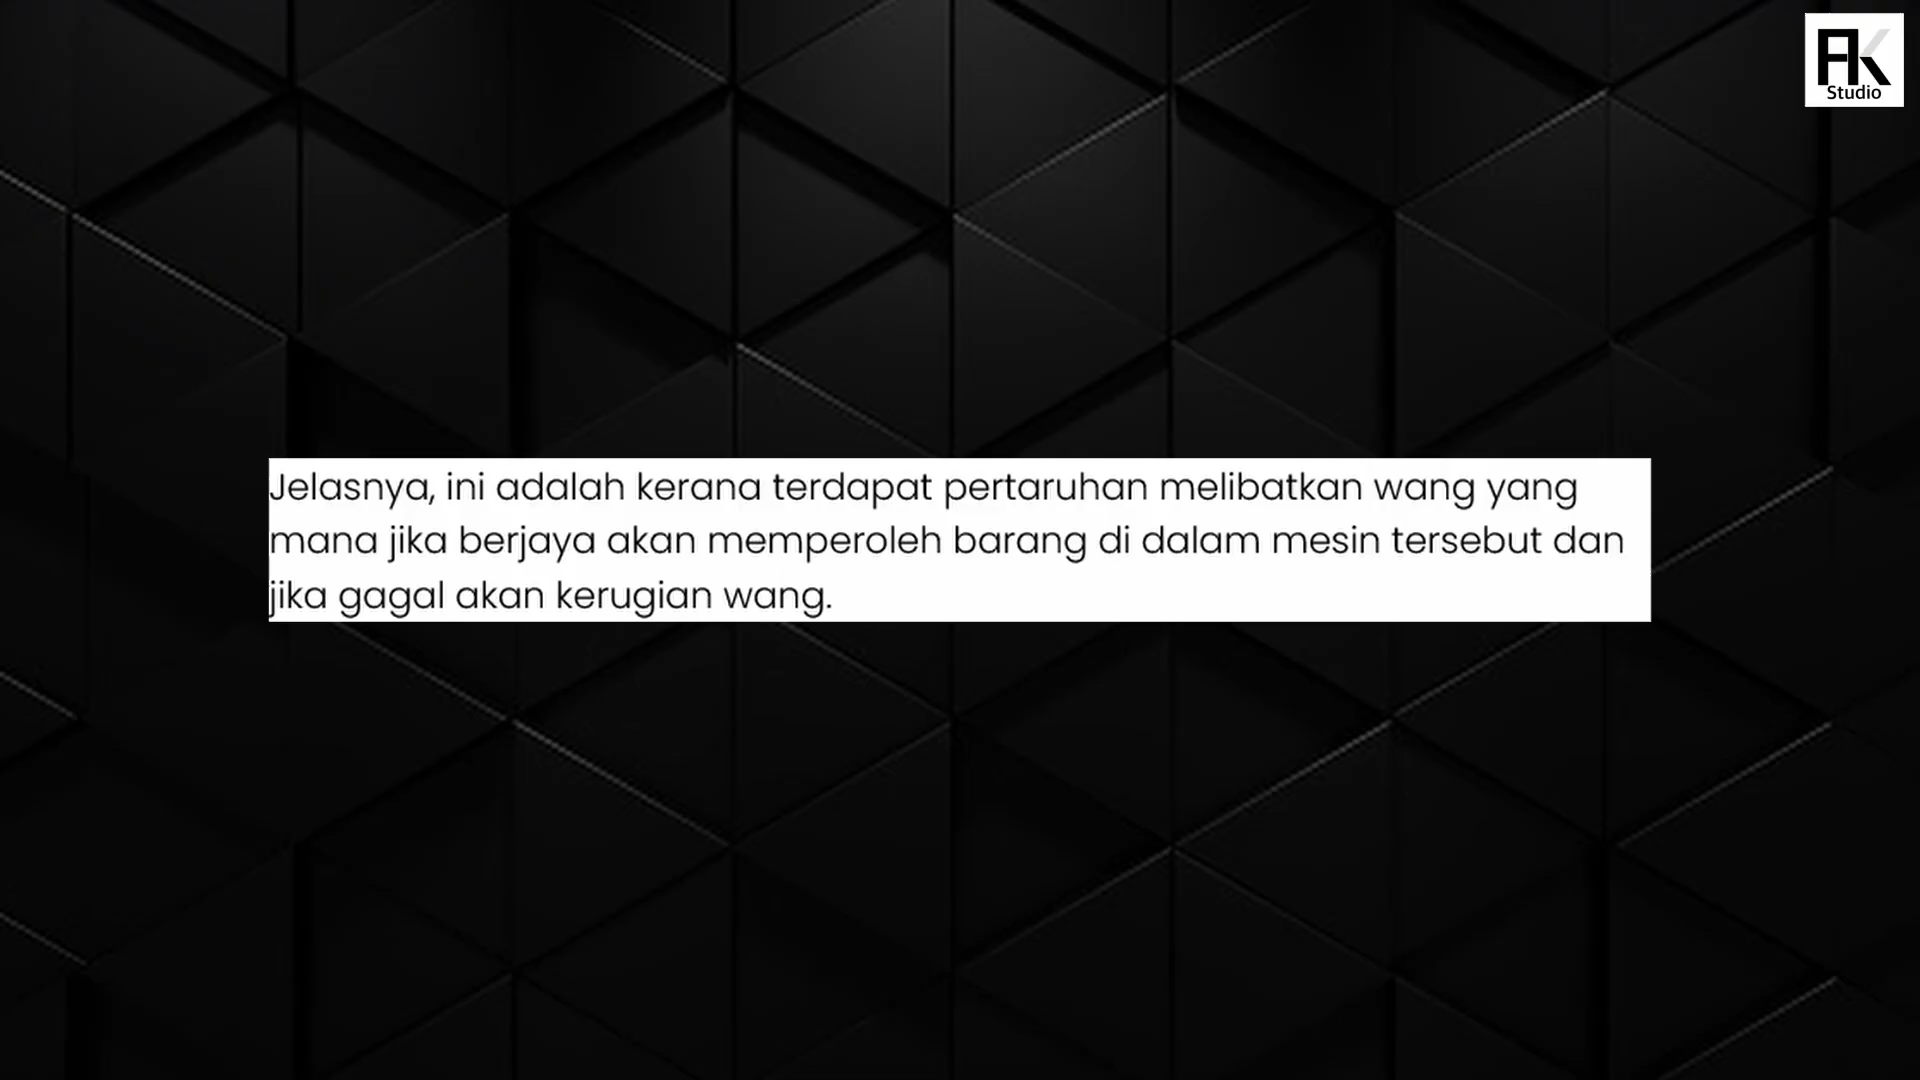 AK
Studio
Jelasnya, ini adalah kerana terdapat pertaruhan melibatkan wang yang
mana jika berjaya akan memperoleh barang di dalam mesin tersebut dan
jika gagal akan kerugian wang.